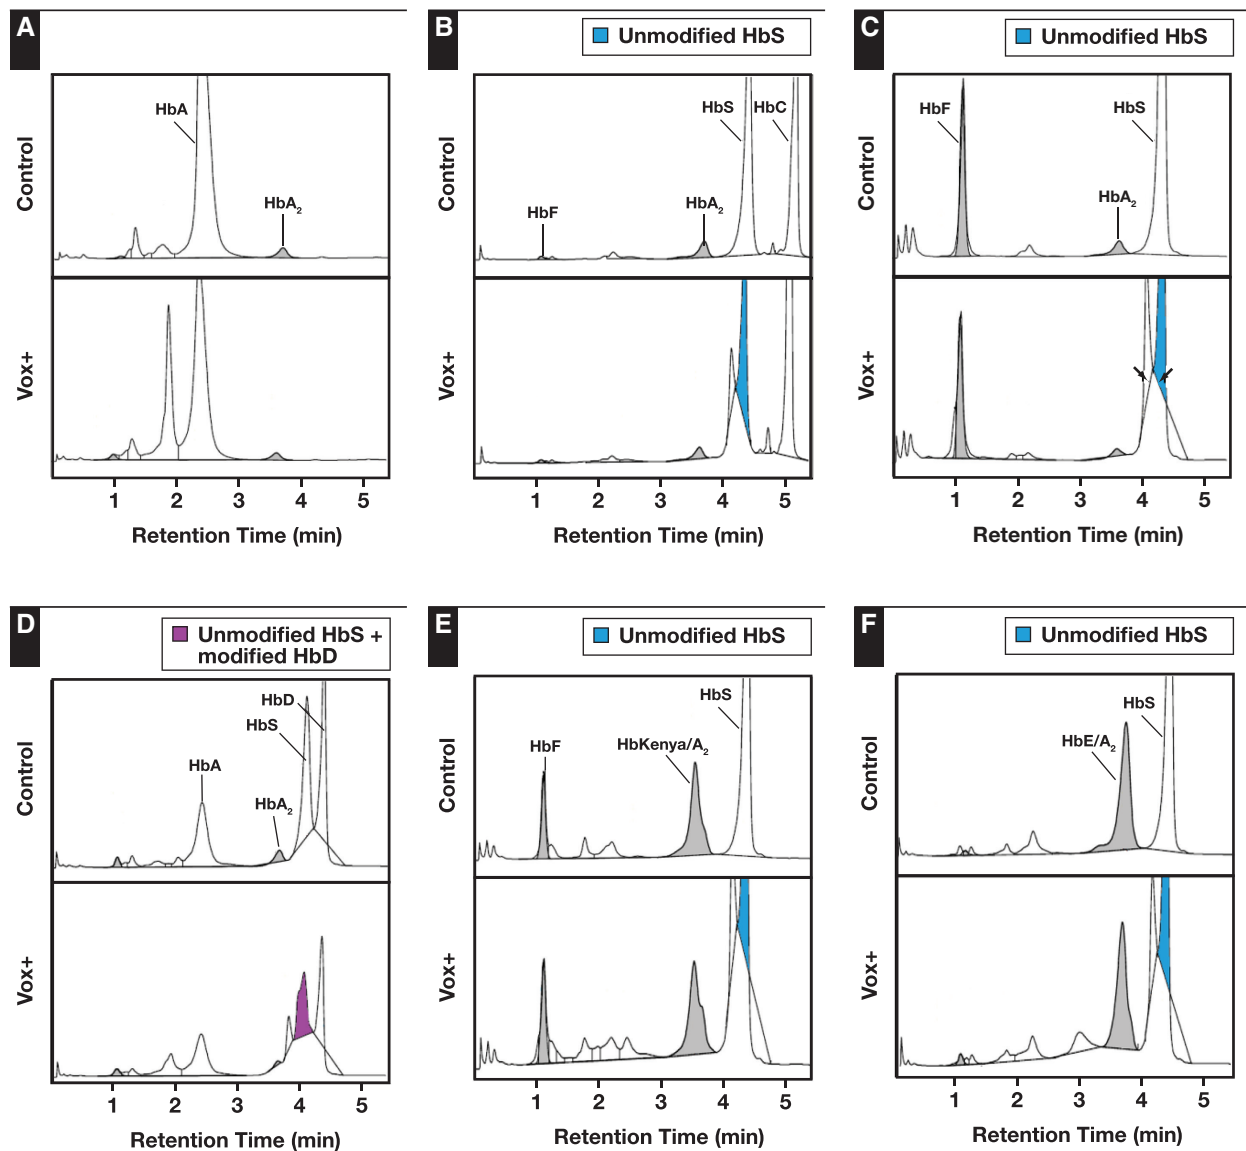 A
Control
HbA
HbA2
Vox+
1 2 3 4 5
Retention Time (min)
B
Unmodified HbS
Control
HbF
HbA2
HbS
HbC
Vox+
1 2 3 4 5
Retention Time (min)
C
Unmodified HbS
Control
HbF
HbA2
HbS
Vox+
1 2 3 4 5
Retention Time (min)
D
Unmodified HbS +
modified HbD
Control
HbD
HbS
HbA
HbA2
Vox+
1 2 3 4 5
Retention Time (min)
E
Unmodified HbS
Control
HbS
HbF
HbKenya/A2
Vox+
1 2 3 4 5
Retention Time (min)
F
Unmodified HbS
Control
HbS
HbE/A2
Vox+
1 2 3 4 5
Retention Time (min)